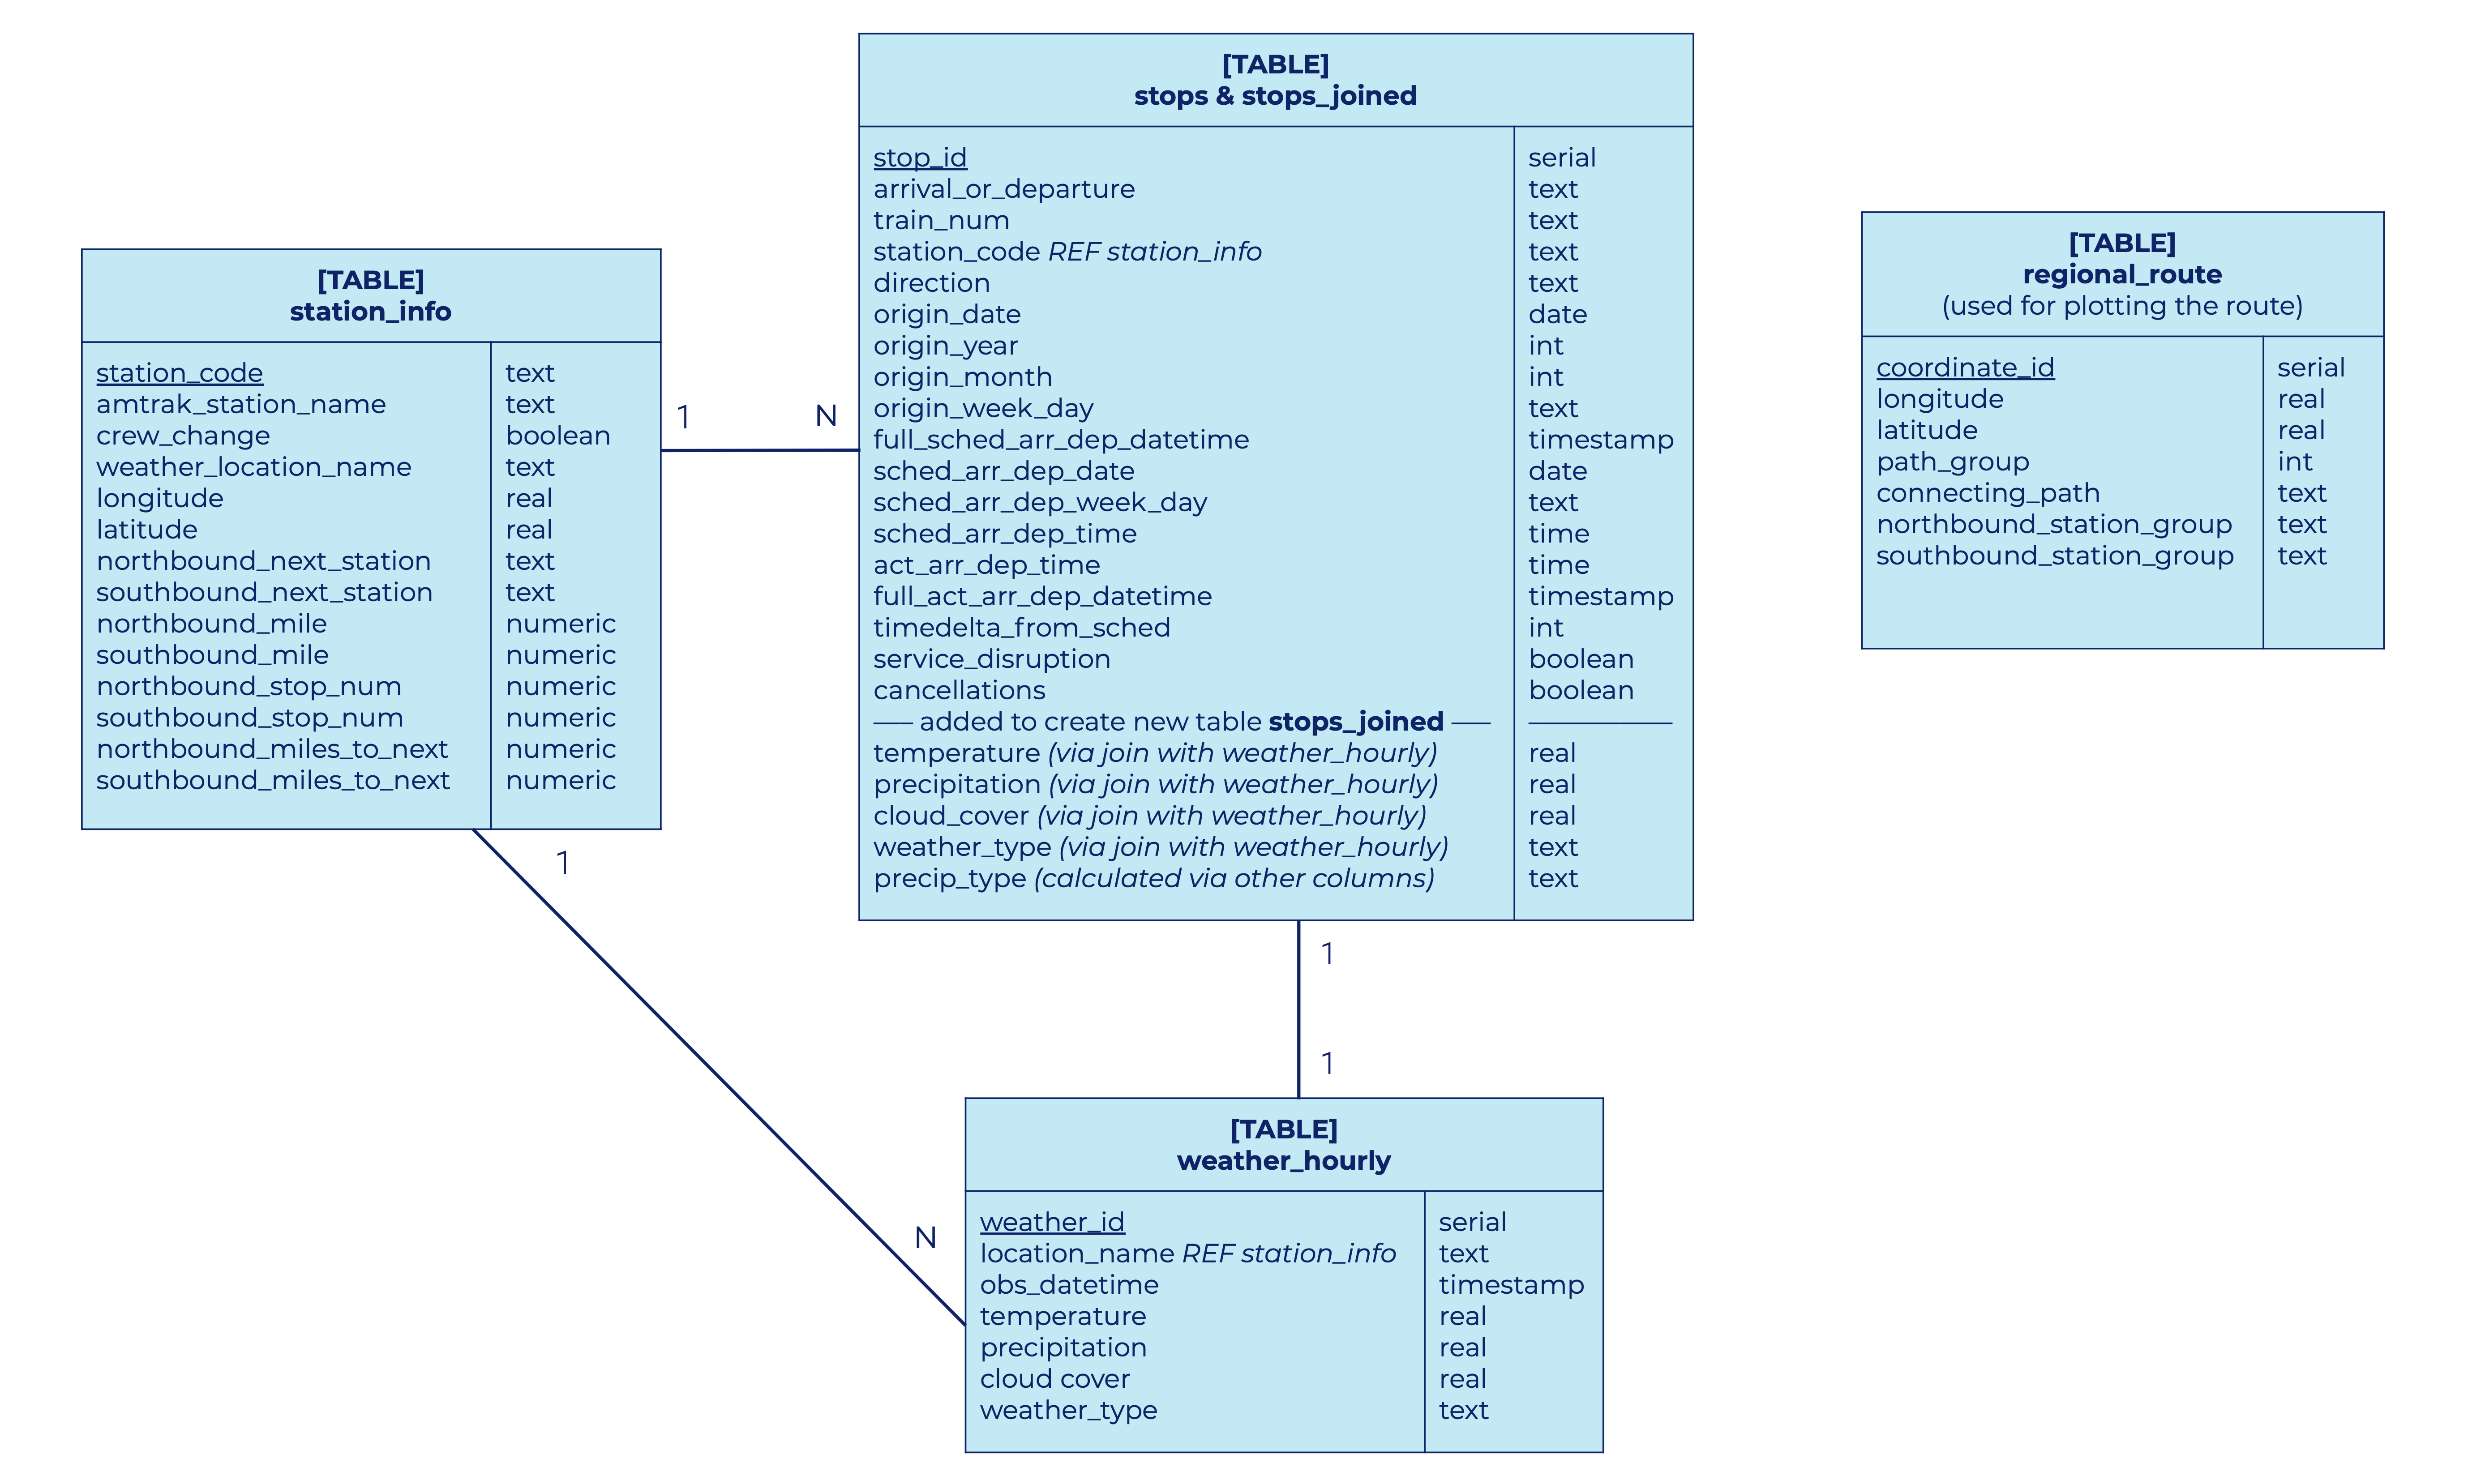 [TABLE]
station_info
station_code text
amtrak_station_name text
crew_change boolean
weather_location_name text
longitude real
latitude real
northbound_next_station text
southbound_next_station text
northbound_mile numeric
southbound_mile numeric
northbound_stop_num numeric
southbound_stop_num numeric
northbound_miles_to_next numeric
southbound_miles_to_next numeric
1 N
[TABLE]
stops & stops_joined
stop_id serial
arrival_or_departure text
train_num text
station_code REF station_info text
direction text
origin_date date
origin_year int
origin_month int
origin_week_day text
full_sched_arr_dep_datetime timestamp
sched_arr_dep_date date
sched_arr_dep_week_day text
sched_arr_dep_time time
act_arr_dep_time time
full_act_arr_dep_datetime timestamp
timedelta_from_sched int
service_disruption boolean
cancellations boolean
—– added to create new table stops_joined —– ———————
temperature (via join with weather_hourly) real
precipitation (via join with weather_hourly) real
cloud_cover (via join with weather_hourly) real
weather_type (via join with weather_hourly) text
precip_type (calculated via other columns) text
[TABLE]
regional_route
(used for plotting the route)
coordinate_id serial
longitude real
latitude real
path_group int
connecting_path text
northbound_station_group text
southbound_station_group text
1
N
1
1
[TABLE]
weather_hourly
weather_id serial
location_name REF station_info text
obs_datetime timestamp
temperature real
precipitation real
cloud cover real
weather_type text